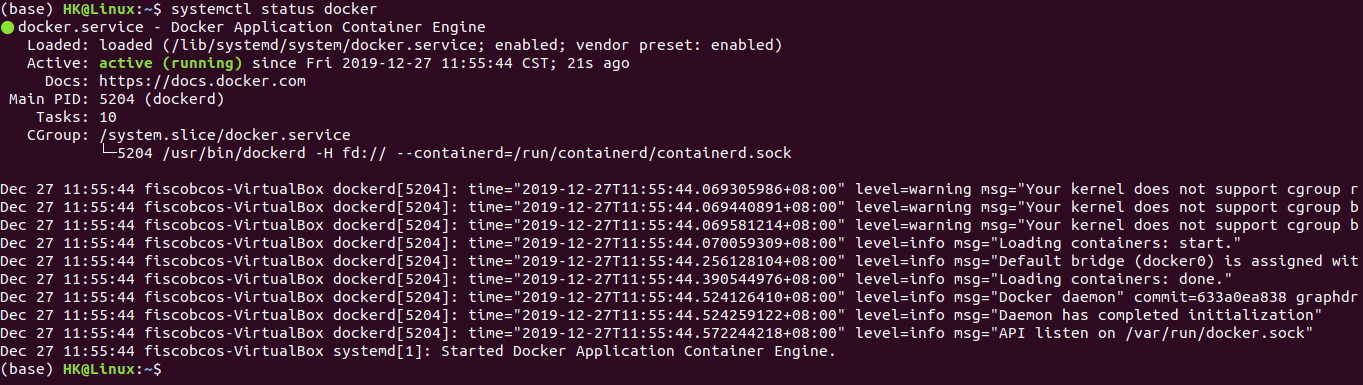 (base) HK@Linux:~$ systemctl status docker
● docker.service - Docker Application Container Engine
   Loaded: loaded (/lib/systemd/system/docker.service; enabled; vendor preset: enabled)
   Active: active (running) since Fri 2019-12-27 11:55:44 CST; 21s ago
     Docs: https://docs.docker.com
 Main PID: 5204 (dockerd)
    Tasks: 10
   CGroup: /system.slice/docker.service
           └─5204 /usr/bin/dockerd -H fd:// --containerd=/run/containerd/containerd.sock
Dec 27 11:55:44 fiscobcos-VirtualBox dockerd[5204]: time="2019-12-27T11:55:44.069305986+08:00" level=warning msg="Your kernel does not support cgroup r
Dec 27 11:55:44 fiscobcos-VirtualBox dockerd[5204]: time="2019-12-27T11:55:44.069440891+08:00" level=warning msg="Your kernel does not support cgroup b
Dec 27 11:55:44 fiscobcos-VirtualBox dockerd[5204]: time="2019-12-27T11:55:44.069581214+08:00" level=warning msg="Your kernel does not support cgroup b
Dec 27 11:55:44 fiscobcos-VirtualBox dockerd[5204]: time="2019-12-27T11:55:44.070059309+08:00" level=info msg="Loading containers: start."
Dec 27 11:55:44 fiscobcos-VirtualBox dockerd[5204]: time="2019-12-27T11:55:44.256128104+08:00" level=info msg="Default bridge (docker0) is assigned wit
Dec 27 11:55:44 fiscobcos-VirtualBox dockerd[5204]: time="2019-12-27T11:55:44.390544976+08:00" level=info msg="Loading containers: done."
Dec 27 11:55:44 fiscobcos-VirtualBox dockerd[5204]: time="2019-12-27T11:55:44.524126410+08:00" level=info msg="Docker daemon" commit=633a0ea838 graphdr
Dec 27 11:55:44 fiscobcos-VirtualBox dockerd[5204]: time="2019-12-27T11:55:44.524259122+08:00" level=info msg="Daemon has completed initialization"
Dec 27 11:55:44 fiscobcos-VirtualBox dockerd[5204]: time="2019-12-27T11:55:44.572244218+08:00" level=info msg="API listen on /var/run/docker.sock"
Dec 27 11:55:44 fiscobcos-VirtualBox systemd[1]: Started Docker Application Container Engine.
(base) HK@Linux:~$